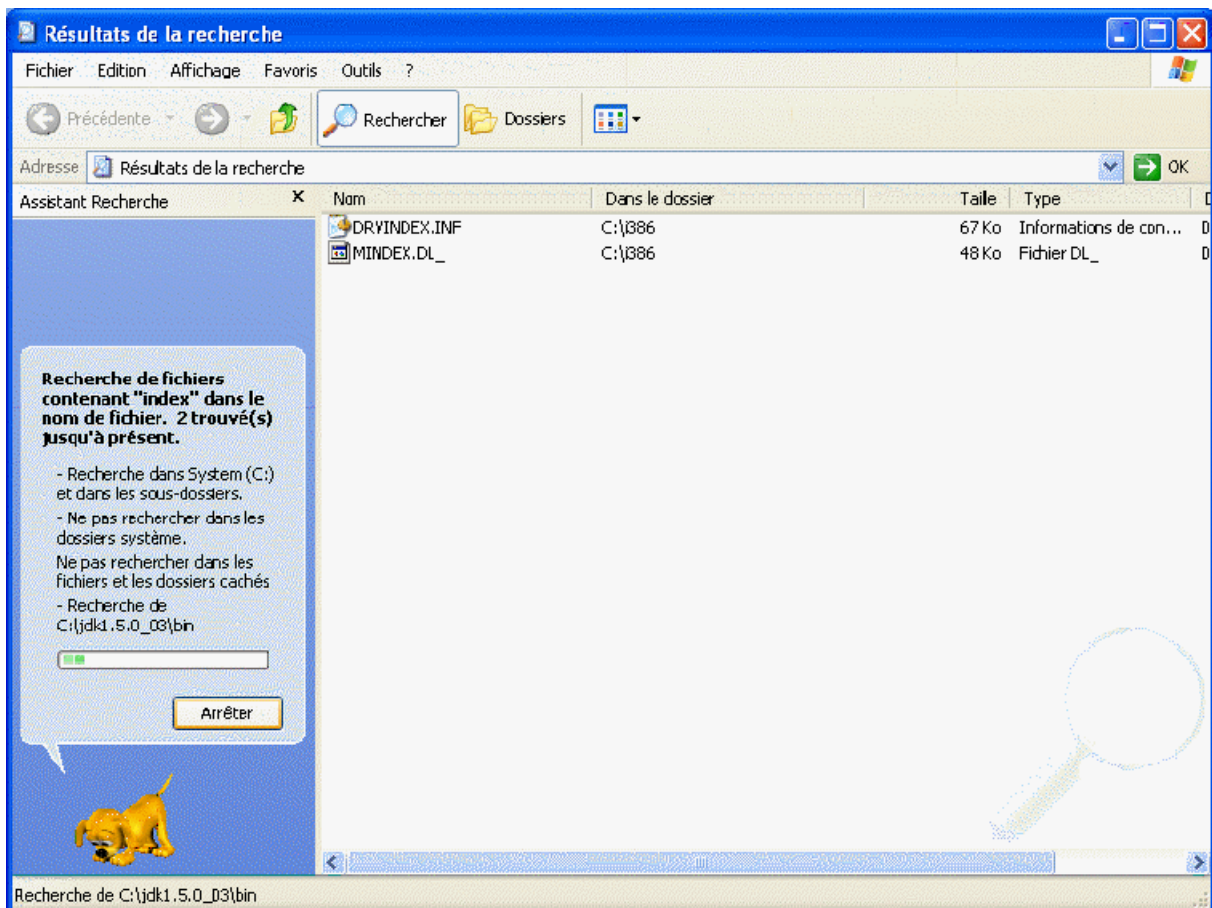 Résultats de la recherche
Fichier Edition Affichage Favoris Outils ?
Précédente Rechercher Dossiers
Adresse Résultats de la recherche OK
Assistant Recherche X
Nom Dans le dossier Taille Type D
DRVINDEX.INF C:\i386 67 Ko Informations de con... D
MINDEX.DL_ C:\i386 48 Ko Fichier DL_ D
Recherche de fichiers
contenant "index" dans le
nom de fichier. 2 trouvé(s)
jusqu'à présent.
- Recherche dans System (C:)
et dans les sous-dossiers.
- Ne pas rechercher dans les
dossiers système.
Ne pas rechercher dans les
fichiers et les dossiers cachés
- Recherche de
C:\jdk1.5.0_03\bin
Arrêter
Recherche de C:\jdk1.5.0_03\bin